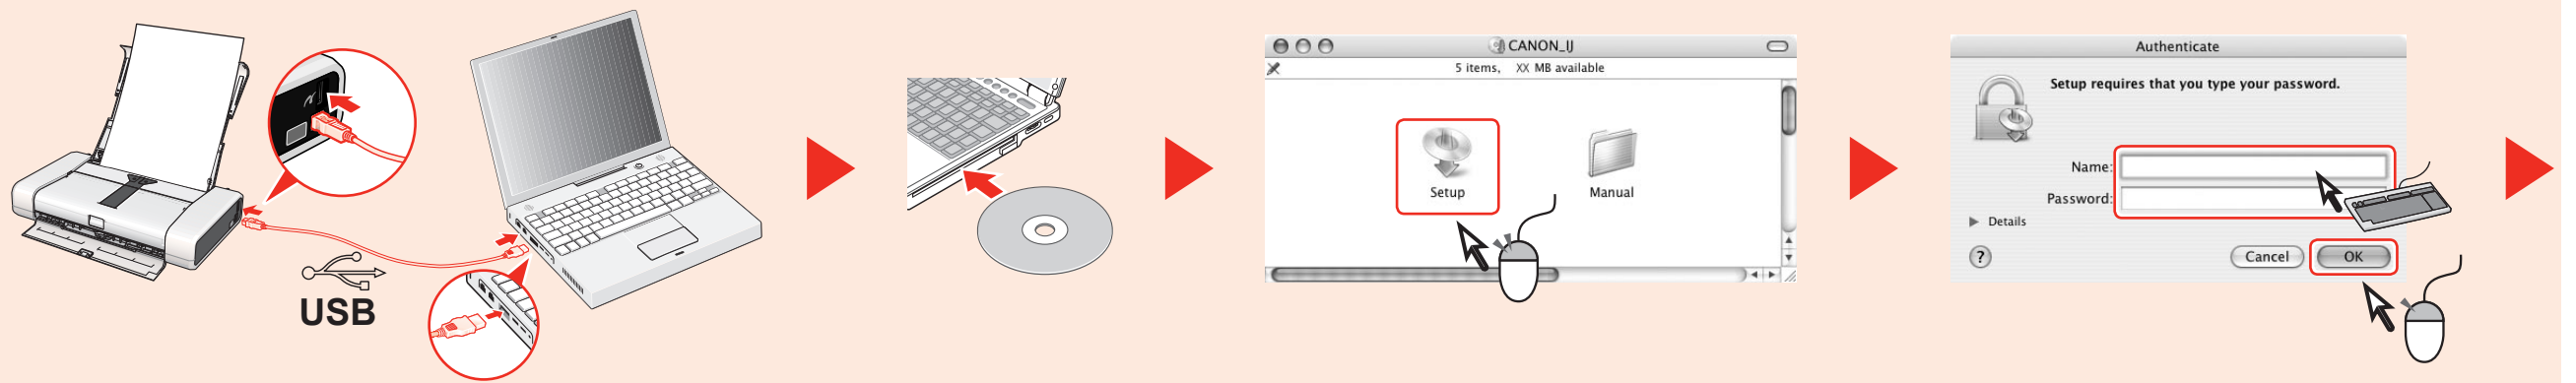 USB
CANON_IJ
5 items, XX MB available
Setup
Manual
Authenticate
Setup requires that you type your password.
Name:
Password:
Details
?
Cancel
OK